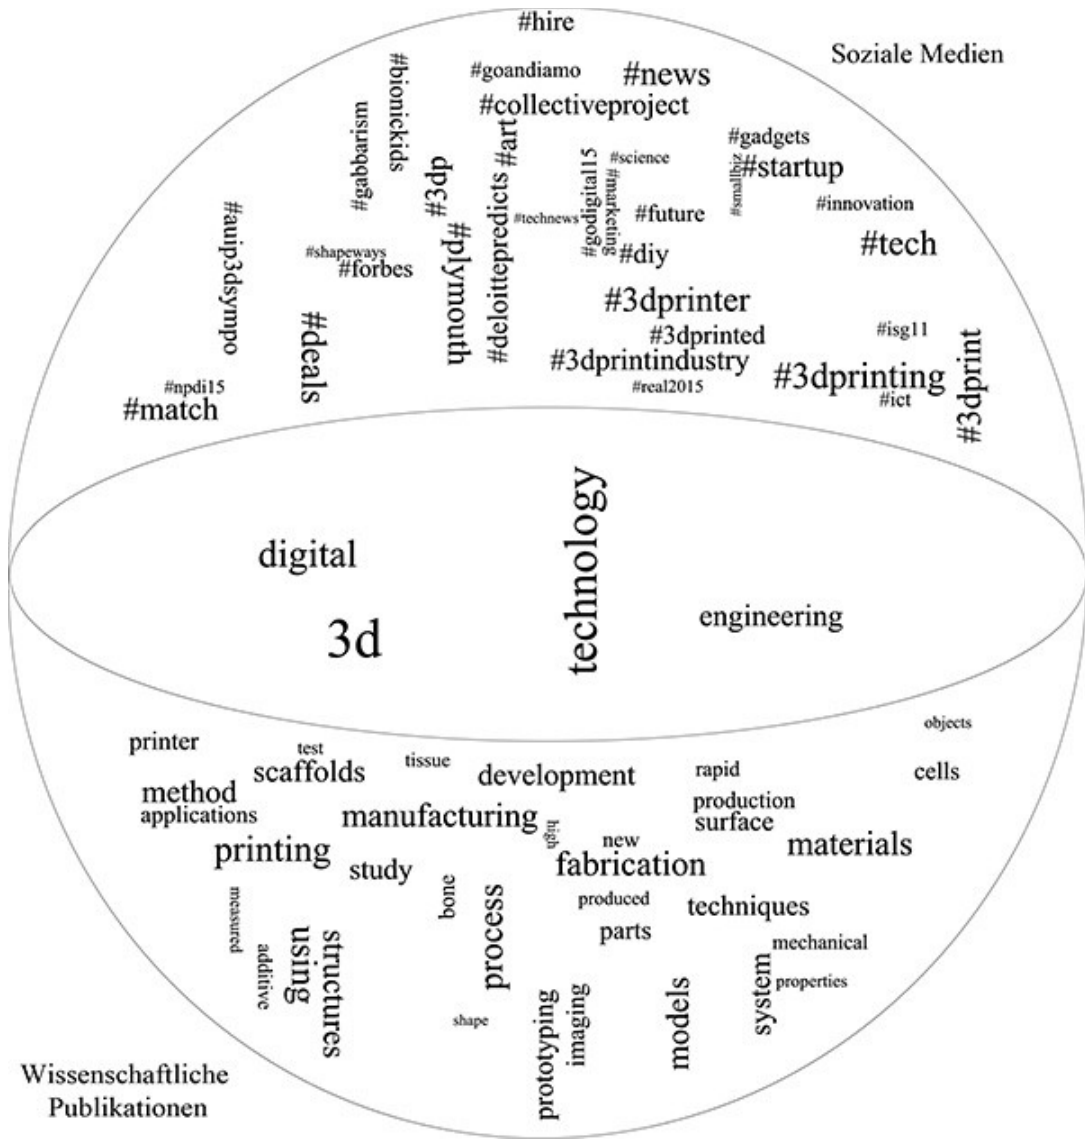 #hire
Soziale Medien
#goandiamo
#news
#bionickids
#collectiveproject
#gabbarism
#art
#gadgets
#3dp
#science
#smallbiz
#startup
#godigital15
#marketing
#deloittepredicts
#technews
#future
#innovation
#auip3dsympo
#plymouth
#shapeways
#forbes
#diy
#tech
#deals
#3dprinter
#3dprinted
#isg11
#3dprintindustry
#3dprinting
#3dprint
#npdi15
#real2015
#match
#ict
technology
digital
engineering
3d
objects
printer
test
scaffolds
tissue
development
rapid
cells
method
applications
manufacturing
production
surface
high
new
materials
printing
study
fabrication
bone
process
produced
techniques
measured
parts
additive
using
structures
mechanical
system
properties
shape
prototyping
imaging
models
Wissenschaftliche
Publikationen